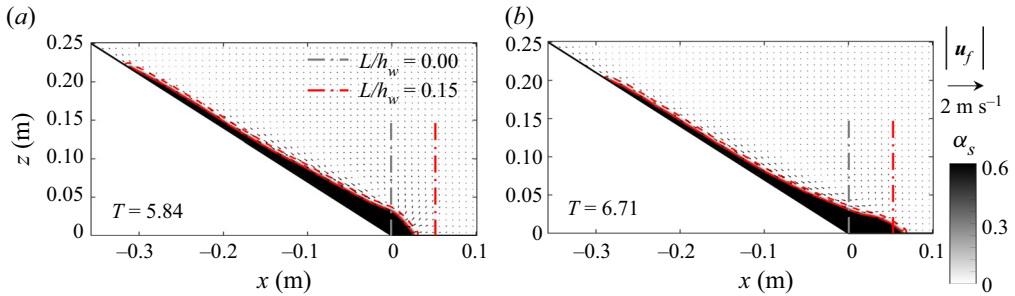 (a)
0.25
0.20
0.15
0.10
0.05
0
z (m)
L/h_w = 0.00
L/h_w = 0.15
T = 5.84
–0.3 –0.2 –0.1 0 0.1
x (m)
(b)
0.25
0.20
0.15
0.10
0.05
0
T = 6.71
–0.3 –0.2 –0.1 0 0.1
x (m)
|u_f|
2 m s⁻¹
α_s
0.6
0.3
0